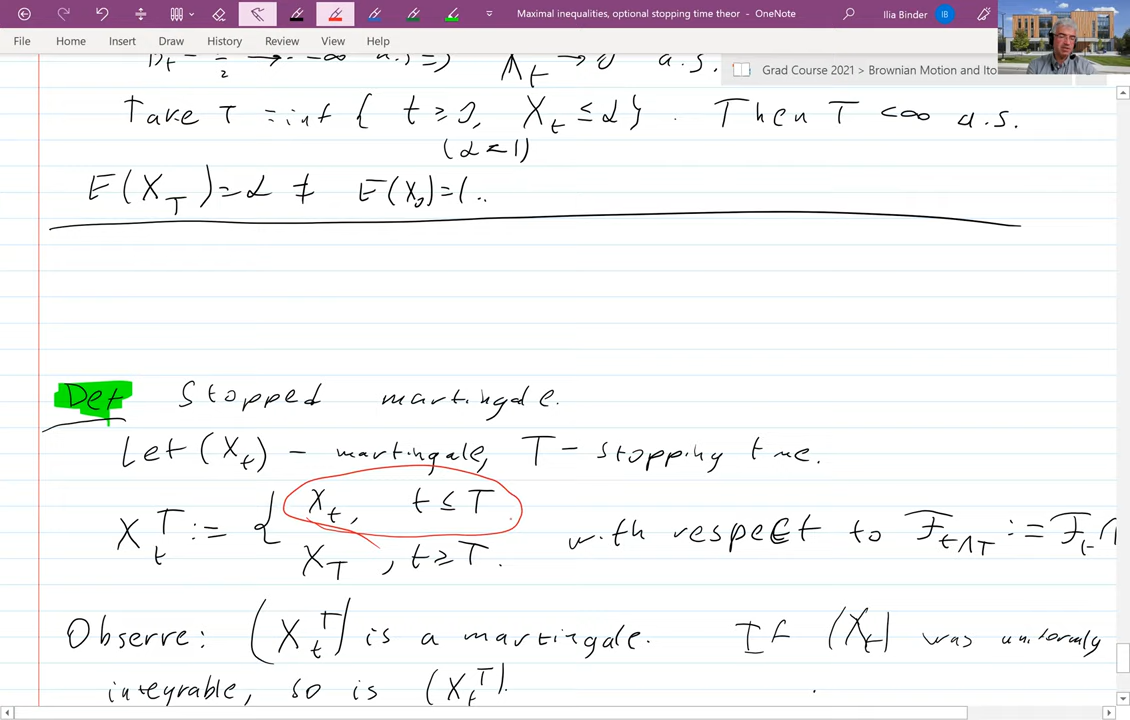 Maximal inequalities, optional stopping time theor - OneNote
Ilia Binder
IB
File Home Insert Draw History Review View Help
Grad Course 2021 > Brownian Motion and Ito
→ -∞ → 0 a.s.
Take T = inf { t ≥ 0, X_t ≤ α } . Then T < ∞ a.s.
(α < 1)
E(X_T) = α ≠ E(X_0) = 1..
Def Stopped martingale.
Let (X_t) - martingale, T - stopping time.
X_t^T := { X_t, t ≤ T
X_T, t ≥ T. with respect to F_{t∧T} := F_t ∩
Observe: (X_t^T) is a martingale. If (X_t) was uniformly
integrable, so is (X_t^T).